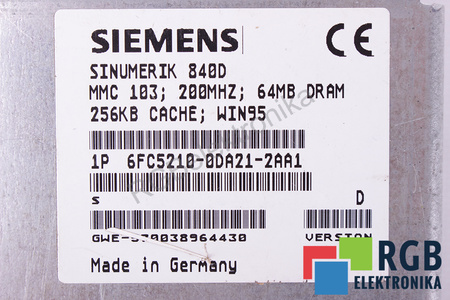 SIEMENS
CE
SINUMERIK 840D
MMC 103; 200MHZ; 64MB DRAM
256KB CACHE; WIN95
1P 6FC5210-0DA21-2AA1
S D
VERSION
Made in Germany
RGB
ELEKTRONIKA
RGBelektronika